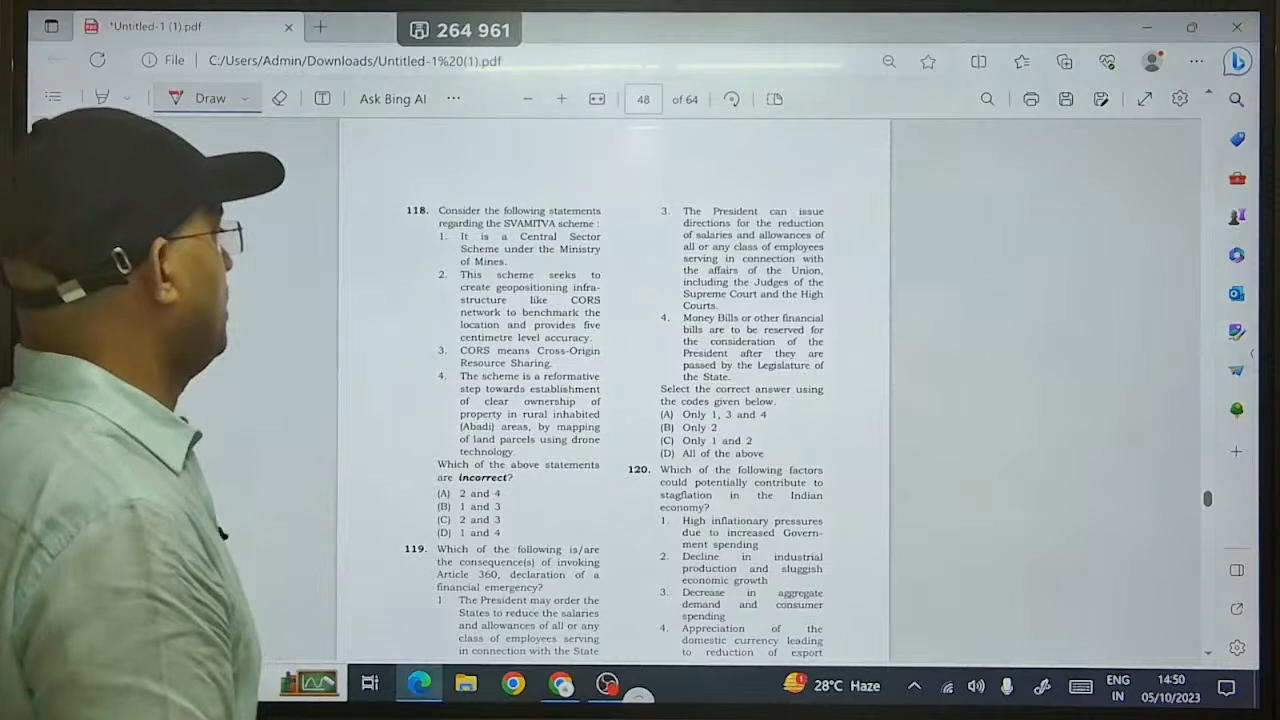 *Untitled-1 (1).pdf
264 961
File
C:/Users/Admin/Downloads/Untitled-1%20(1).pdf
Draw
Ask Bing AI
48
of 64
118. Consider the following statements
regarding the SVAMITVA scheme :
1. It is a Central Sector
Scheme under the Ministry
of Mines.
2. This scheme seeks to
create geopositioning infra-
structure like CORS
network to benchmark the
location and provides five
centimetre level accuracy.
3. CORS means Cross-Origin
Resource Sharing.
4. The scheme is a reformative
step towards establishment
of clear ownership of
property in rural inhabited
(Abadi) areas, by mapping
of land parcels using drone
technology.
Which of the above statements
are incorrect?
(A) 2 and 4
(B) 1 and 3
(C) 2 and 3
(D) 1 and 4
119. Which of the following is/are
the consequence(s) of invoking
Article 360, declaration of a
financial emergency?
1 The President may order the
States to reduce the salaries
and allowances of all or any
class of employees serving
in connection with the State
3. The President can issue
directions for the reduction
of salaries and allowances of
all or any class of employees
serving in connection with
the affairs of the Union,
including the Judges of the
Supreme Court and the High
Courts.
4. Money Bills or other financial
bills are to be reserved for
the consideration of the
President after they are
passed by the Legislature of
the State.
Select the correct answer using
the codes given below.
(A) Only 1, 3 and 4
(B) Only 2
(C) Only 1 and 2
(D) All of the above
120. Which of the following factors
could potentially contribute to
stagflation in the Indian
economy?
1. High inflationary pressures
due to increased Govern-
ment spending
2. Decline in industrial
production and sluggish
economic growth
3. Decrease in aggregate
demand and consumer
spending
4. Appreciation of the
domestic currency leading
to reduction of export
28°C Haze
ENG
IN
14:50
05/10/2023